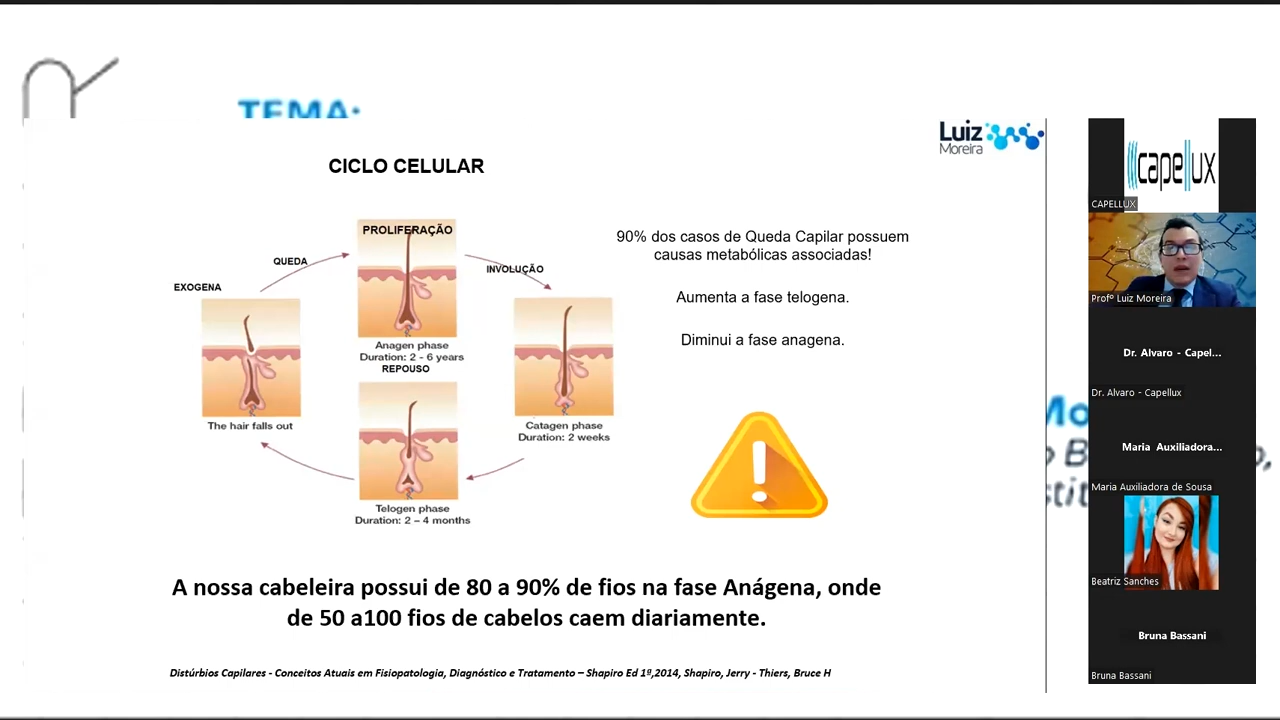 TEMA:
Luiz
Moreira
CICLO CELULAR
PROLIFERAÇÃO
QUEDA
INVOLUÇÃO
EXOGENA
Anagen phase
Duration: 2 - 6 years
REPOUSO
The hair falls out
Catagen phase
Duration: 2 weeks
Telogen phase
Duration: 2 – 4 months
90% dos casos de Queda Capilar possuem
causas metabólicas associadas!
Aumenta a fase telogena.
Diminui a fase anagena.
A nossa cabeleira possui de 80 a 90% de fios na fase Anágena, onde
de 50 a100 fios de cabelos caem diariamente.
Distúrbios Capilares - Conceitos Atuais em Fisiopatologia, Diagnóstico e Tratamento – Shapiro Ed 1ª,2014, Shapiro, Jerry - Thiers, Bruce H
capellux
CAPELLUX
Profº Luiz Moreira
Dr. Alvaro - Capel...
Dr. Alvaro - Capellux
Maria Auxiliadora...
Maria Auxiliadora de Sousa
Beatriz Sanches
Bruna Bassani
Bruna Bassani